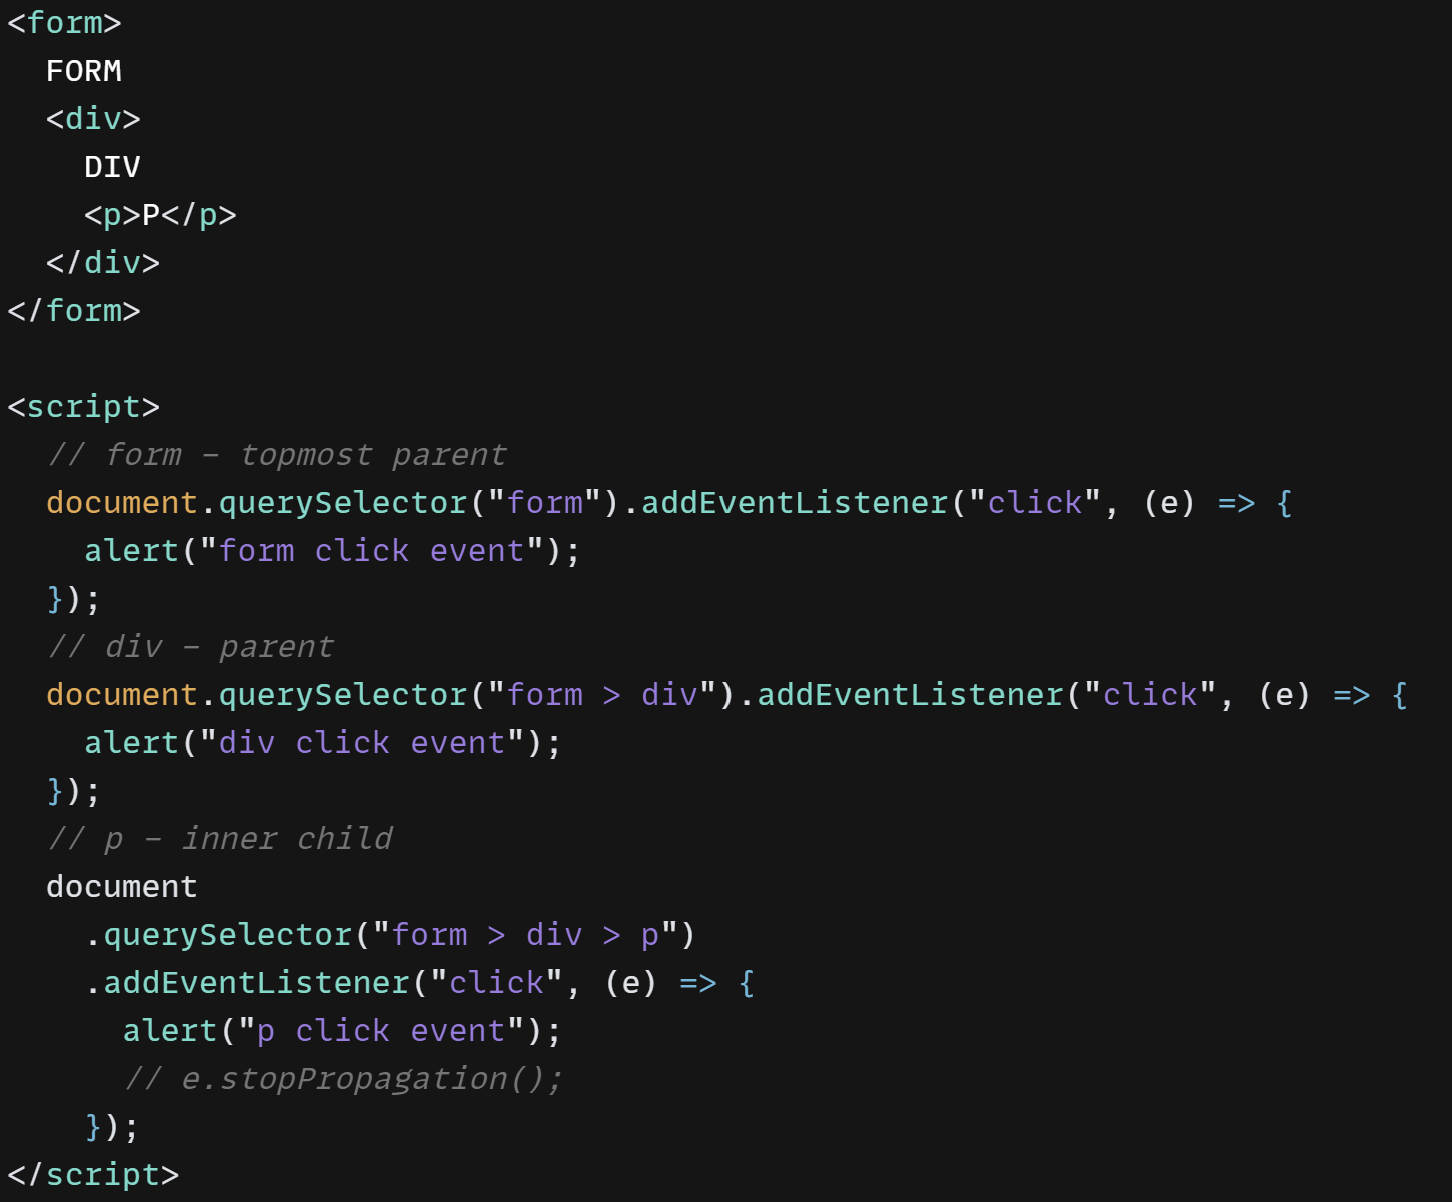 <form>
  FORM
  <div>
    DIV
    <p>P</p>
  </div>
</form>

<script>
  // form - topmost parent
  document.querySelector("form").addEventListener("click", (e) => {
    alert("form click event");
  });
  // div - parent
  document.querySelector("form > div").addEventListener("click", (e) => {
    alert("div click event");
  });
  // p - inner child
  document
    .querySelector("form > div > p")
    .addEventListener("click", (e) => {
      alert("p click event");
      // e.stopPropagation();
    });
</script>